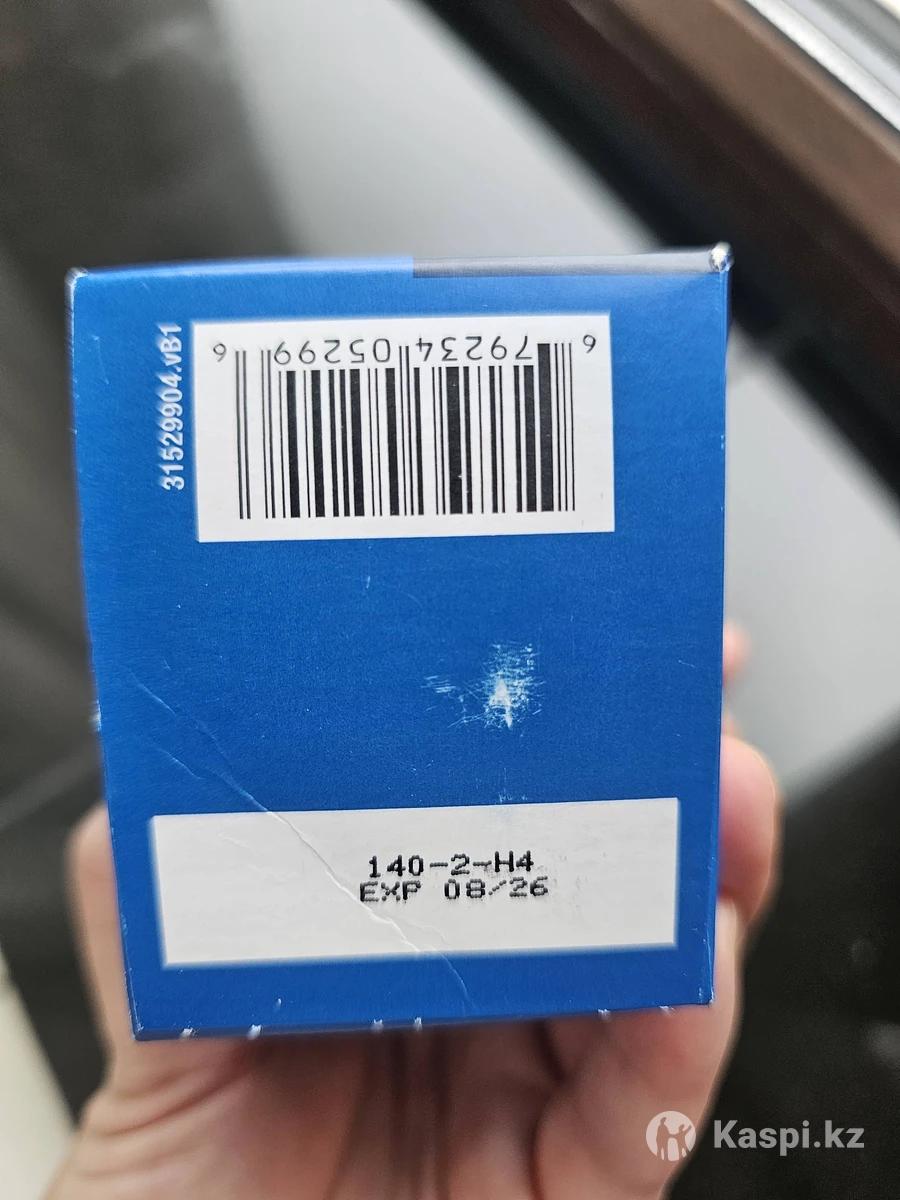 31529904.vB1
6 79234 05299 6
140-2-H4
EXP 08/26
Kaspi.kz